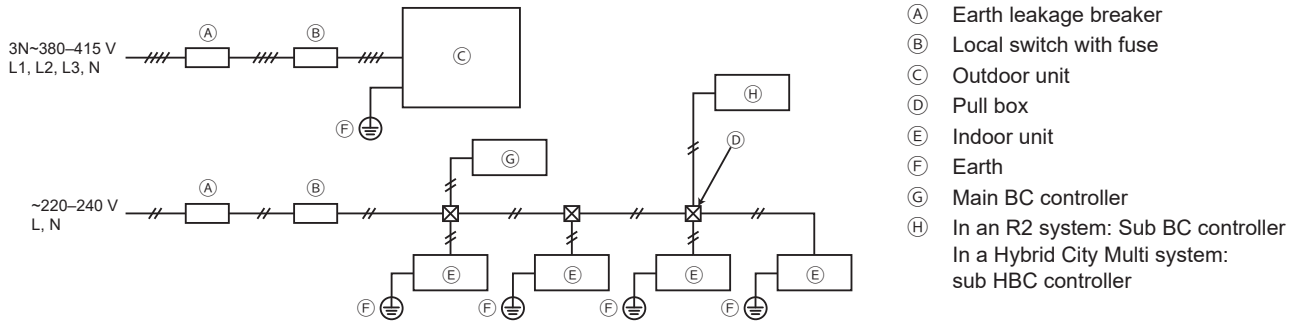 3N~380–415 V
L1, L2, L3, N
Ⓐ
Ⓑ
Ⓒ
Ⓕ
Ⓗ
Ⓓ
Ⓖ
~220–240 V
L, N
Ⓐ
Ⓑ
Ⓔ
Ⓔ
Ⓔ
Ⓔ
Ⓕ
Ⓕ
Ⓕ
Ⓕ
Ⓐ Earth leakage breaker
Ⓑ Local switch with fuse
Ⓒ Outdoor unit
Ⓓ Pull box
Ⓔ Indoor unit
Ⓕ Earth
Ⓖ Main BC controller
Ⓗ In an R2 system: Sub BC controller
In a Hybrid City Multi system:
sub HBC controller